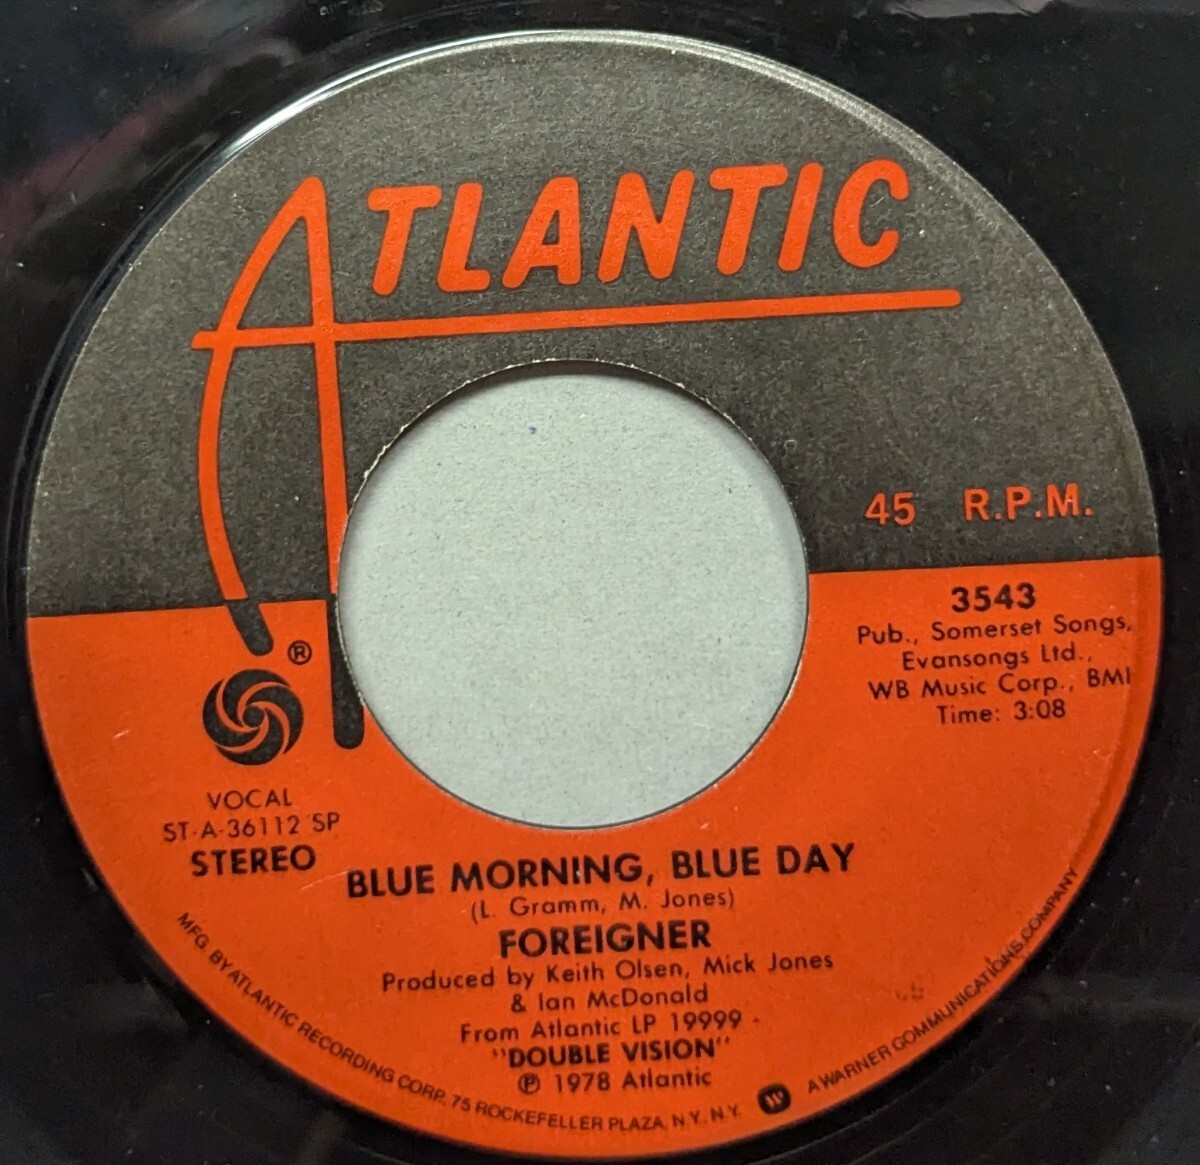 ATLANTIC
45 R.P.M.
3543
Pub., Somerset Songs,
Evansongs Ltd.,
WB Music Corp., BMI
Time: 3:08
®
VOCAL
ST-A-36112 SP
STEREO
BLUE MORNING, BLUE DAY
(L. Gramm, M. Jones)
FOREIGNER
Produced by Keith Olsen, Mick Jones
& Ian McDonald
From Atlantic LP 19999
"DOUBLE VISION"
℗ 1978 Atlantic
MFG. BY ATLANTIC RECORDING CORP. 75 ROCKEFELLER PLAZA, N.Y. N.Y. W A WARNER COMMUNICATIONS COMPANY